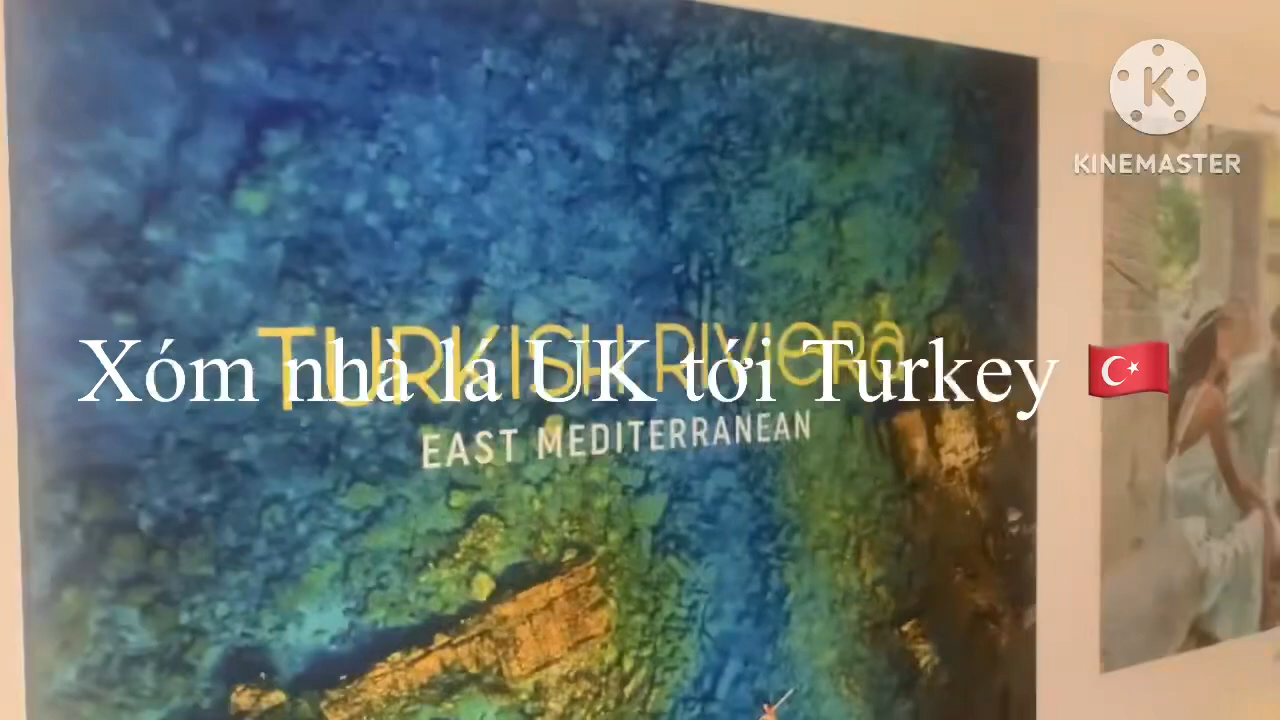 KINEMASTER
TURKISH RIVIERA
Xóm nhà lá UK tới Turkey 🇹🇷
EAST MEDITERRANEAN